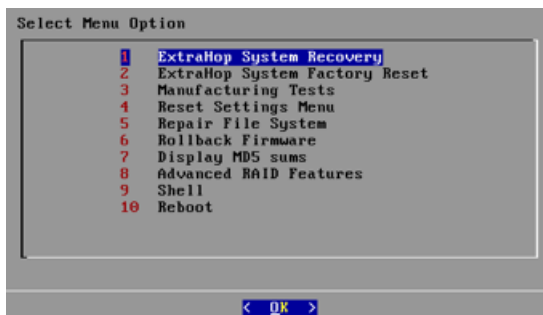 Select Menu Option
1 ExtraHop System Recovery
2 ExtraHop System Factory Reset
3 Manufacturing Tests
4 Reset Settings Menu
5 Repair File System
6 Rollback Firmware
7 Display MD5 sums
8 Advanced RAID Features
9 Shell
10 Reboot
< OK >